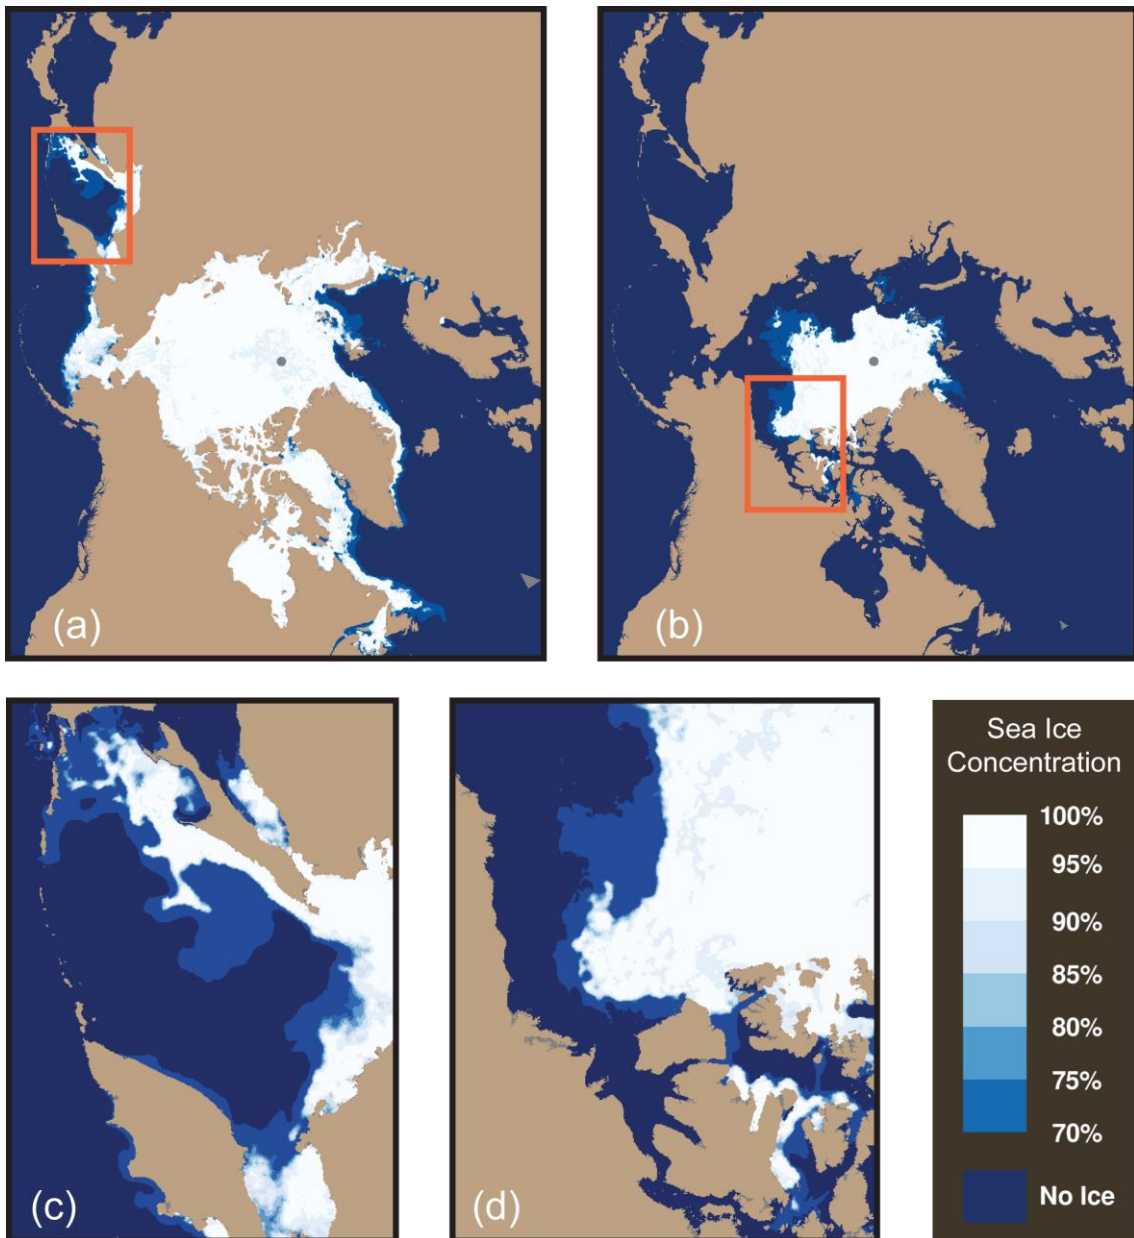 (a)
(b)
(c)
(d)
Sea Ice
Concentration
100%
95%
90%
85%
80%
75%
70%
No Ice